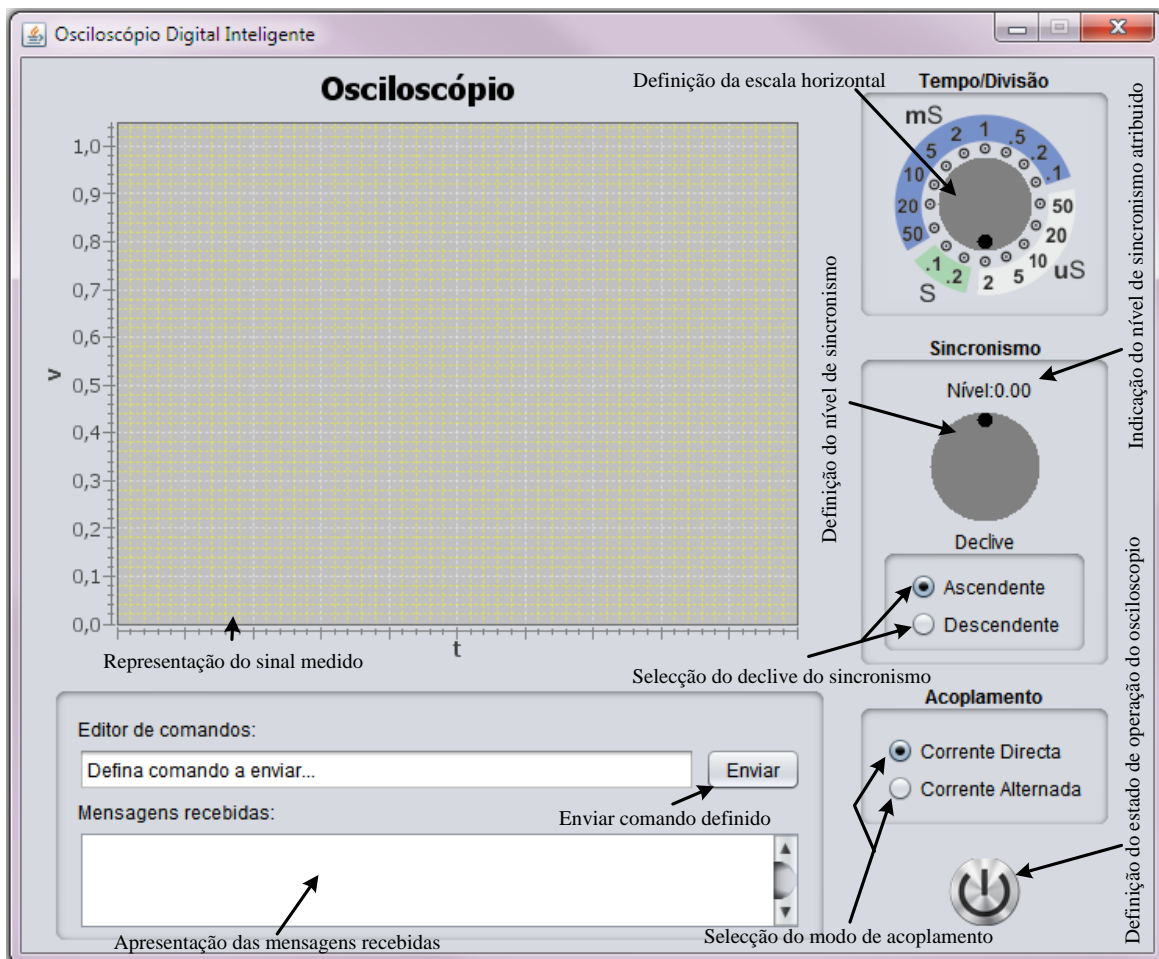 Osciloscópio Digital Inteligente
Osciloscópio
Definição da escala horizontal
Tempo/Divisão
mS
50
20
10
5
2
1
.5
.2
.1
50
20
10
5
2
uS
.2
.1
S
1,0
0,9
0,8
0,7
0,6
0,5
0,4
0,3
0,2
0,1
0,0
v
t
Representação do sinal medido
Definição do nível de sincronismo
Indicação do nível de sincronismo atribuido
Sincronismo
Nível:0.00
Declive
Ascendente
Descendente
Selecção do declive do sincronismo
Acoplamento
Corrente Directa
Corrente Alternada
Selecção do modo de acoplamento
Definição do estado de operação do osciloscopio
Editor de comandos:
Defina comando a enviar...
Enviar
Enviar comando definido
Mensagens recebidas:
Apresentação das mensagens recebidas